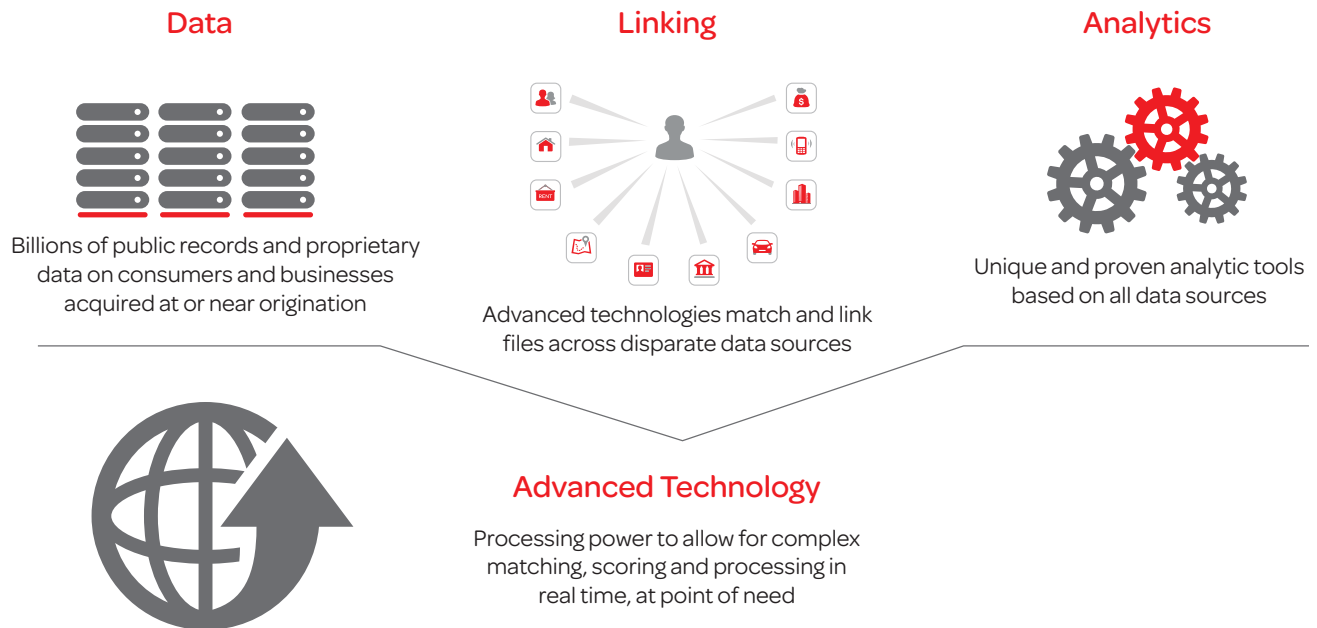 Data
Billions of public records and proprietary
data on consumers and businesses
acquired at or near origination
Linking
$
RENT
Advanced technologies match and link
files across disparate data sources
Analytics
Unique and proven analytic tools
based on all data sources
Advanced Technology
Processing power to allow for complex
matching, scoring and processing in
real time, at point of need